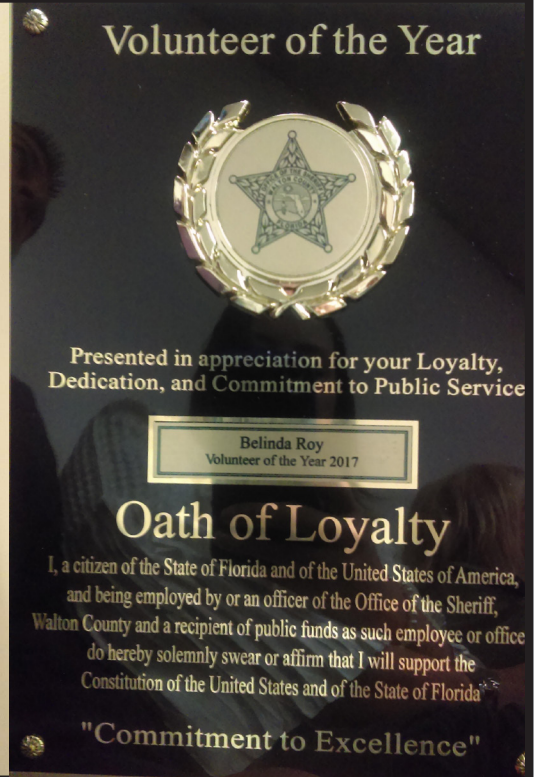 Volunteer of the Year
Presented in appreciation for your Loyalty,
Dedication, and Commitment to Public Service
Belinda Roy
Volunteer of the Year 2017
Oath of Loyalty
I, a citizen of the State of Florida and of the United States of America,
and being employed by or an officer of the Office of the Sheriff,
Walton County and a recipient of public funds as such employee or office
do hereby solemnly swear or affirm that I will support the
Constitution of the United States and of the State of Florida
"Commitment to Excellence"